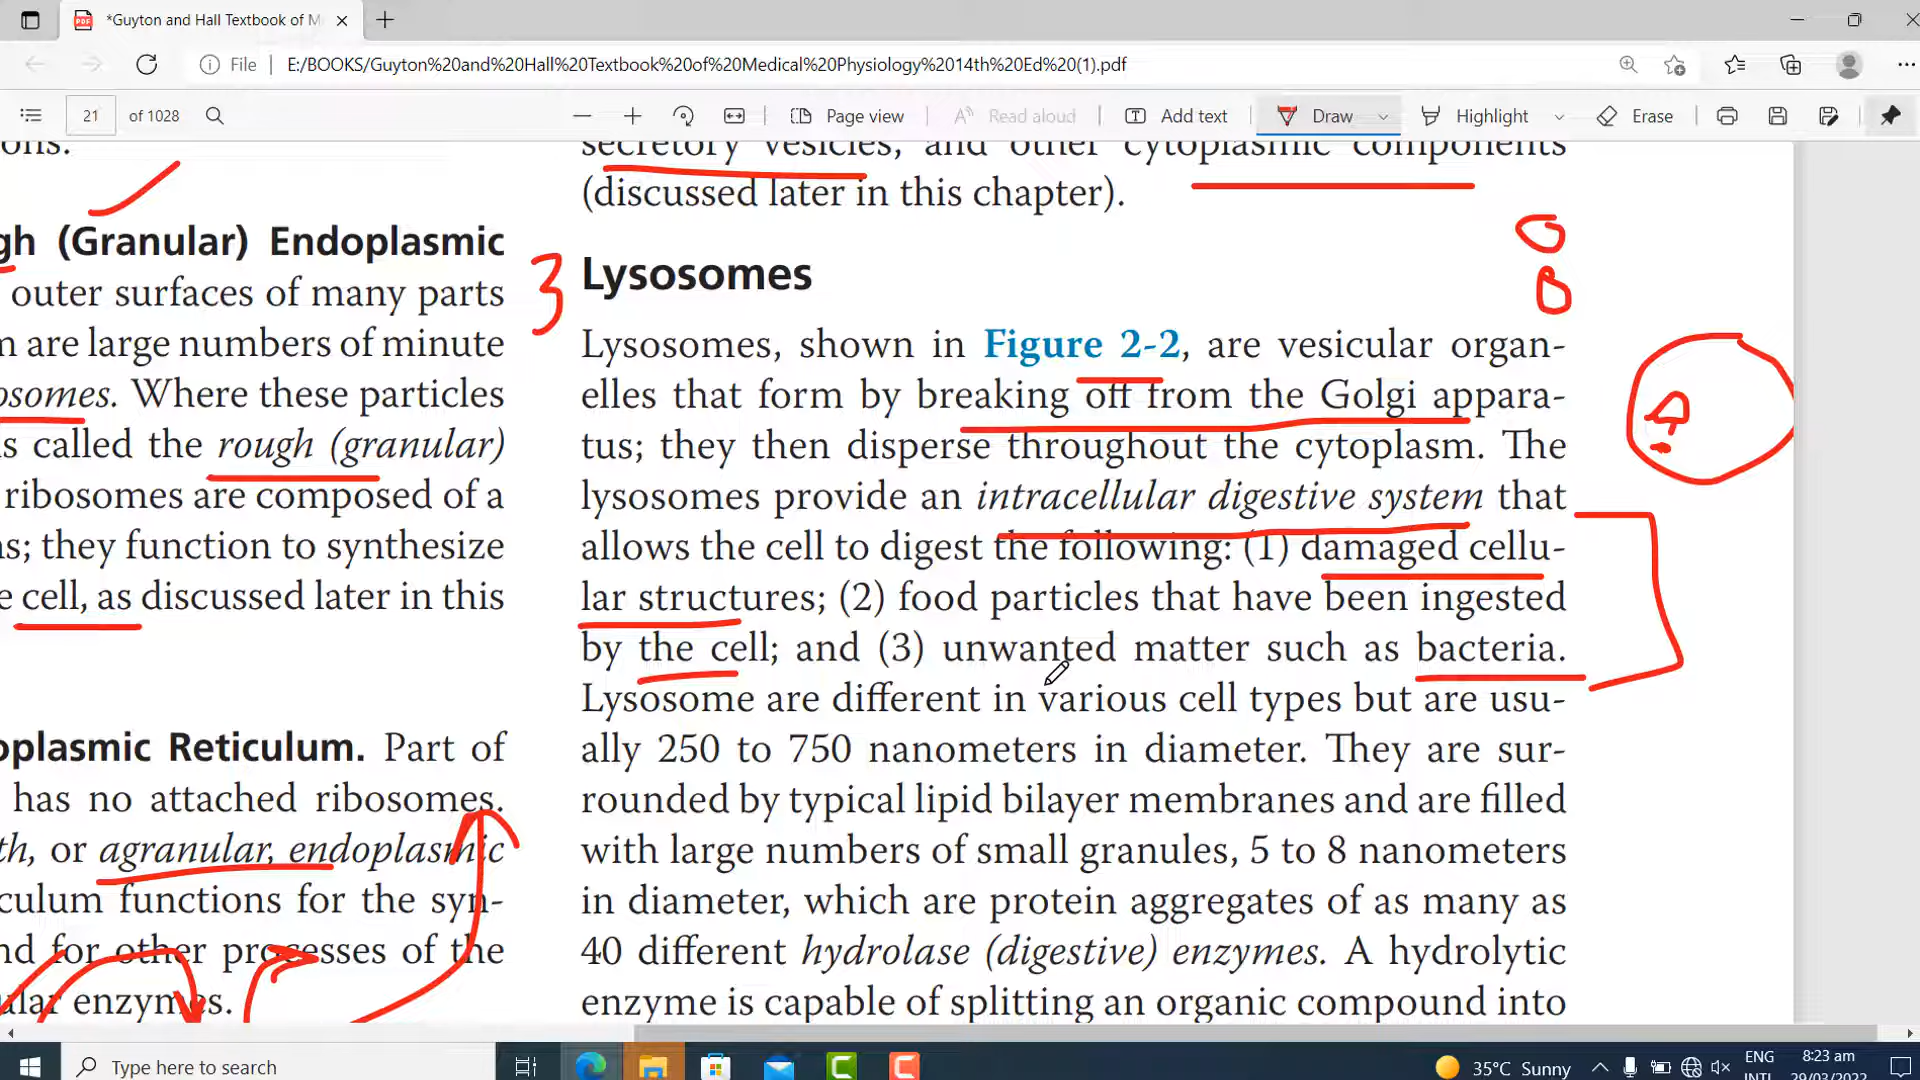 *Guyton and Hall Textbook of M
File
E:/BOOKS/Guyton%20and%20Hall%20Textbook%20of%20Medical%20Physiology%2014th%20Ed%20(1).pdf
21 of 1028
Page view
Read aloud
Add text
Draw
Highlight
Erase
ons.
gh (Granular) Endoplasmic
outer surfaces of many parts
m are large numbers of minute
osomes. Where these particles
s called the rough (granular)
ribosomes are composed of a
ns; they function to synthesize
e cell, as discussed later in this
oplasmic Reticulum. Part of
has no attached ribosomes.
th, or agranular, endoplasmic
culum functions for the syn-
nd for other processes of the
ular enzymes.
secretory vesicles, and other cytoplasmic components
(discussed later in this chapter).
3
Lysosomes
Lysosomes, shown in Figure 2-2, are vesicular organ-
elles that form by breaking off from the Golgi appara-
tus; they then disperse throughout the cytoplasm. The
lysosomes provide an intracellular digestive system that
allows the cell to digest the following: (1) damaged cellu-
lar structures; (2) food particles that have been ingested
by the cell; and (3) unwanted matter such as bacteria.
Lysosome are different in various cell types but are usu-
ally 250 to 750 nanometers in diameter. They are sur-
rounded by typical lipid bilayer membranes and are filled
with large numbers of small granules, 5 to 8 nanometers
in diameter, which are protein aggregates of as many as
40 different hydrolase (digestive) enzymes. A hydrolytic
enzyme is capable of splitting an organic compound into
Type here to search
35°C Sunny
ENG
INTL
8:23 am
29/03/2022